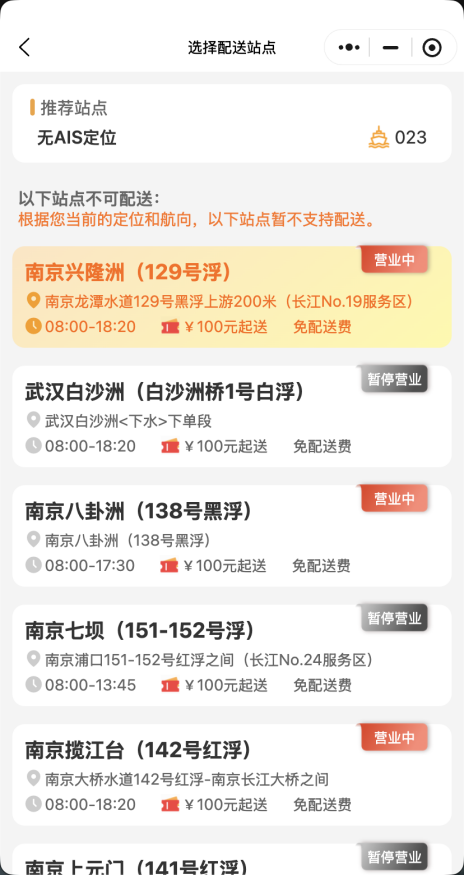 选择配送站点
推荐站点
无AIS定位
023
以下站点不可配送：
根据您当前的定位和航向，以下站点暂不支持配送。
营业中
南京兴隆洲（129号浮）
南京龙潭水道129号黑浮上游200米（长江No.19服务区）
08:00-18:20 ￥100元起送 免配送费
暂停营业
武汉白沙洲（白沙洲桥1号白浮）
武汉白沙洲<下水>下单段
08:00-18:20 ￥100元起送 免配送费
营业中
南京八卦洲（138号黑浮）
南京八卦洲（138号黑浮）
08:00-17:30 ￥100元起送 免配送费
暂停营业
南京七坝（151-152号浮）
南京浦口151-152号红浮之间（长江No.24服务区）
08:00-13:45 ￥100元起送 免配送费
营业中
南京揽江台（142号红浮）
南京大桥水道142号红浮-南京长江大桥之间
08:00-18:20 ￥100元起送 免配送费
暂停营业
南京上元门（141号红浮）